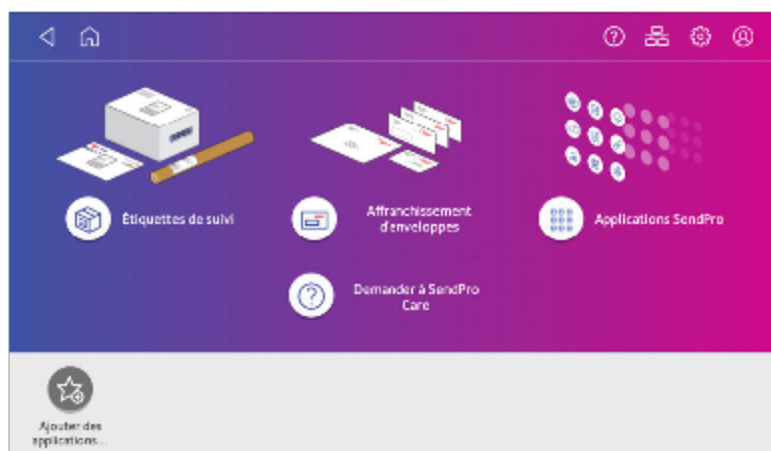 Étiquettes de suivi
Affranchissement
d'enveloppes
Applications SendPro
Demander à SendPro
Care
Ajouter des
applications...